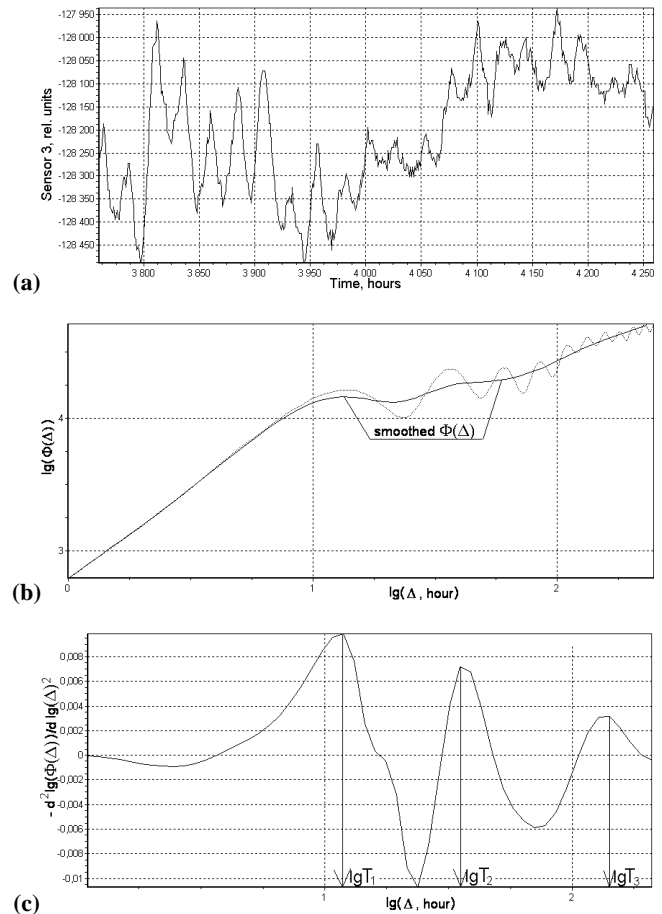 -127 950
-128 000
-128 050
-128 100
-128 150
-128 200
-128 250
-128 300
-128 350
-128 400
-128 450
Sensor 3, rel. units
3 800 3 850 3 900 3 950 4 000 4 050 4 100 4 150 4 200 4 250
Time, hours
(a)
lg(Φ(Δ))
4
3
smoothed Φ(Δ)
0 1 2
lg(Δ, hour)
(b)
- d² lg(Φ(Δ))/d lg(Δ)²
0,008
0,006
0,004
0,002
0
-0,002
-0,004
-0,006
-0,008
-0,01
lgT₁ lgT₂ lgT₃
1 2
lg(Δ, hour)
(c)